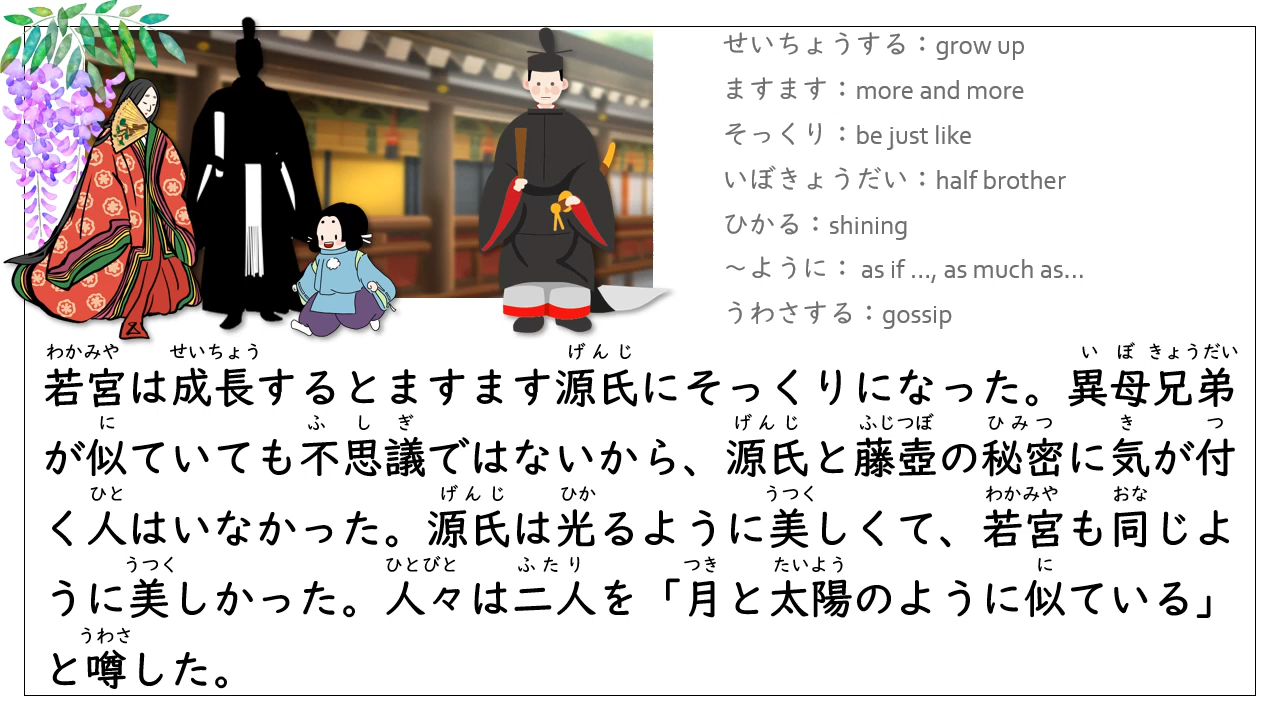 せいちょうする：grow up
ますます：more and more
そっくり：be just like
いぼきょうだい：half brother
ひかる：shining
～ように： as if …, as much as…
うわさする：gossip
わかみや せいちょう げんじ い ぼ きょうだい
若宮は成長するとますます源氏にそっくりになった。異母兄弟
に ふ し ぎ げんじ ふじつぼ ひみつ き つ
が似ていても不思議ではないから、源氏と藤壺の秘密に気が付
ひと げんじ ひか うつく わかみや おな
く人はいなかった。源氏は光るように美しくて、若宮も同じよ
うつく ひとびと ふたり つき たいよう に
うに美しかった。人々は二人を「月と太陽のように似ている」
うわさ
と噂した。